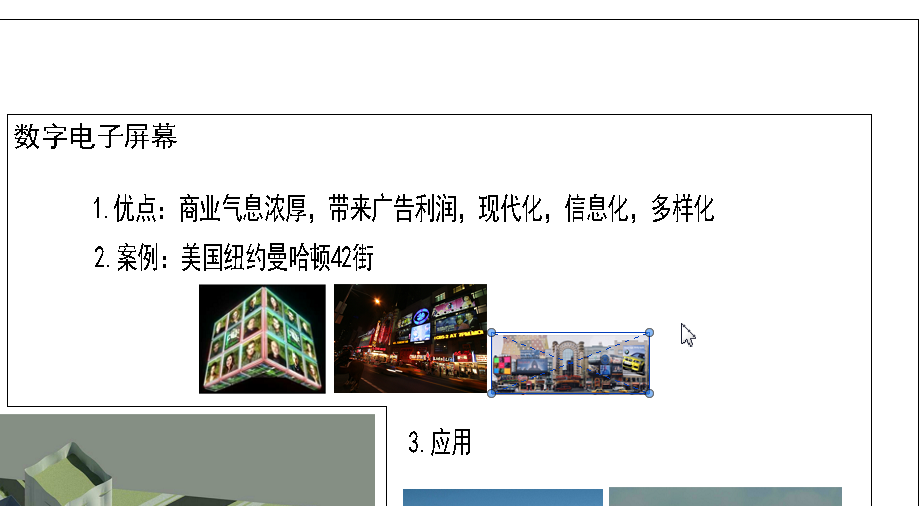 数字电子屏幕
1.优点：商业气息浓厚，带来广告利润，现代化，信息化，多样化
2.案例：美国纽约曼哈顿42街
3.应用